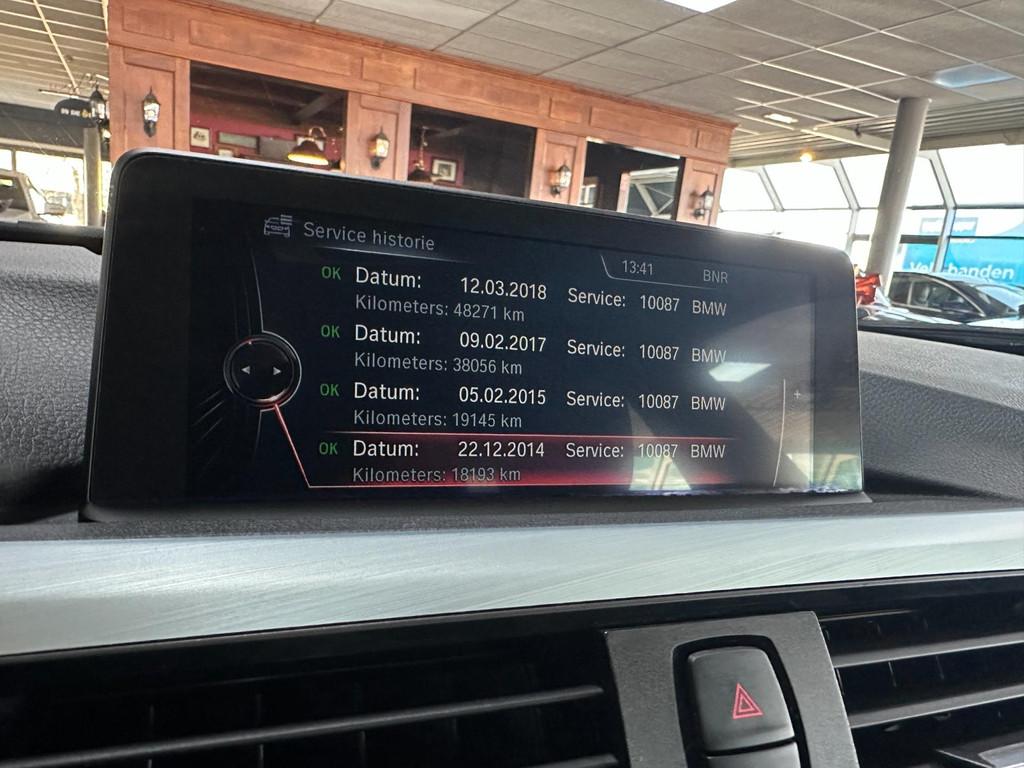 Service historie
13:41 BNR
OK Datum: 12.03.2018 Service: 10087 BMW
Kilometers: 48271 km
OK Datum: 09.02.2017 Service: 10087 BMW
Kilometers: 38056 km
OK Datum: 05.02.2015 Service: 10087 BMW
Kilometers: 19145 km
OK Datum: 22.12.2014 Service: 10087 BMW
Kilometers: 18193 km